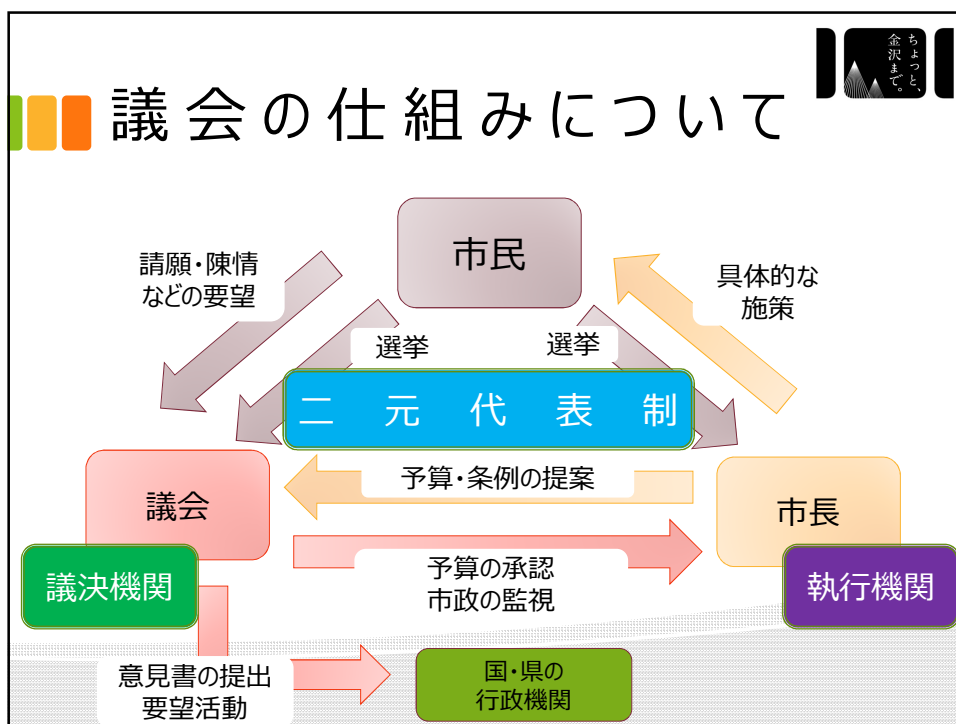 ちょっと、
金沢まで。
議会の仕組みについて
市民
請願・陳情
などの要望
具体的な
施策
選挙
選挙
二元代表制
予算・条例の提案
議会
市長
議決機関
予算の承認
市政の監視
執行機関
意見書の提出
要望活動
国・県の
行政機関